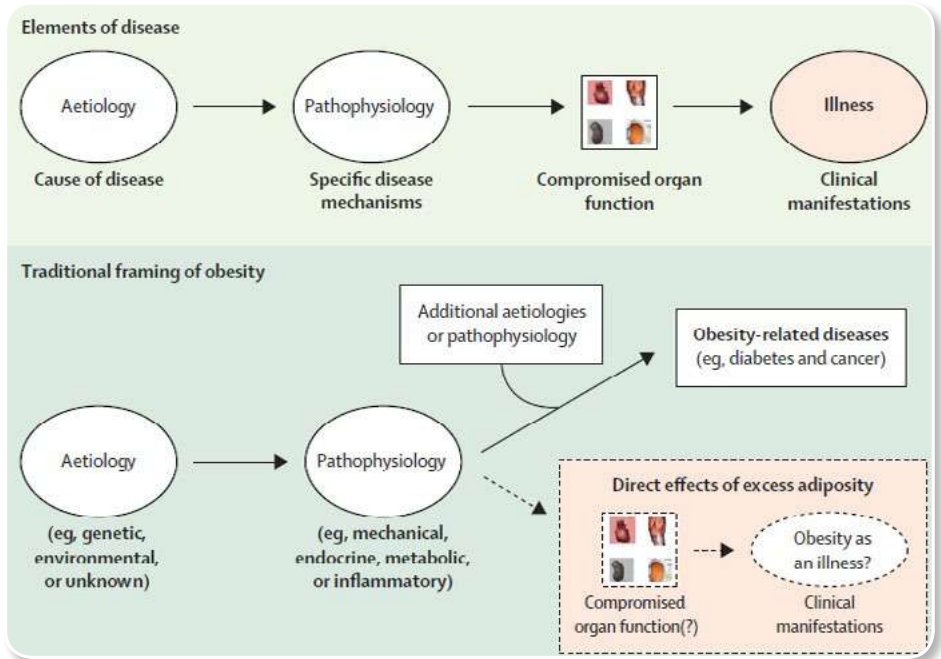 Elements of disease
Aetiology
Pathophysiology
Illness
Cause of disease
Specific disease
mechanisms
Compromised organ
function
Clinical
manifestations
Traditional framing of obesity
Additional aetiologies
or pathophysiology
Obesity-related diseases
(eg, diabetes and cancer)
Aetiology
Pathophysiology
(eg, genetic,
environmental,
or unknown)
(eg, mechanical,
endocrine, metabolic,
or inflammatory)
Direct effects of excess adiposity
Obesity as
an illness?
Compromised
organ function(?)
Clinical
manifestations